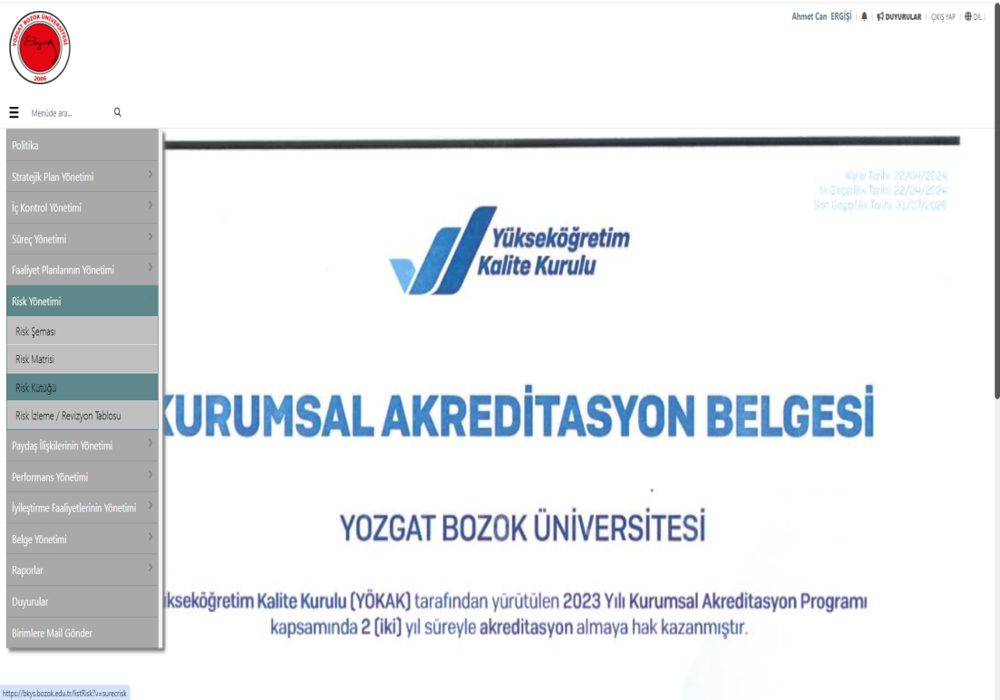 YOZGAT BOZOK ÜNİVERSİTESİ
Bozok
2006
Ahmet Can ERGİŞİ | DUYURULAR | ÇIKIŞ YAP | DİL
Menüde ara...
Politika
Stratejik Plan Yönetimi
İç Kontrol Yönetimi
Süreç Yönetimi
Faaliyet Planlarının Yönetimi
Risk Yönetimi
Risk Şeması
Risk Matrisi
Risk Kütüğü
Risk İzleme / Revizyon Tablosu
Paydaş İlişkilerinin Yönetimi
Performans Yönetimi
İyileştirme Faaliyetlerinin Yönetimi
Belge Yönetimi
Raporlar
Duyurular
Birimlere Mail Gönder
Karar Tarihi: 22/04/2024
İlk Geçerlilik Tarihi: 22/04/2024
Son Geçerlilik Tarihi: 31/07/2026
Yükseköğretim
Kalite Kurulu
KURUMSAL AKREDİTASYON BELGESİ
YOZGAT BOZOK ÜNİVERSİTESİ
kseköğretim Kalite Kurulu (YÖKAK) tarafından yürütülen 2023 Yılı Kurumsal Akreditasyon Programı
kapsamında 2 (iki) yıl süreyle akreditasyon almaya hak kazanmıştır.
https://bkys.bozok.edu.tr/listRisk?v=surecrisk